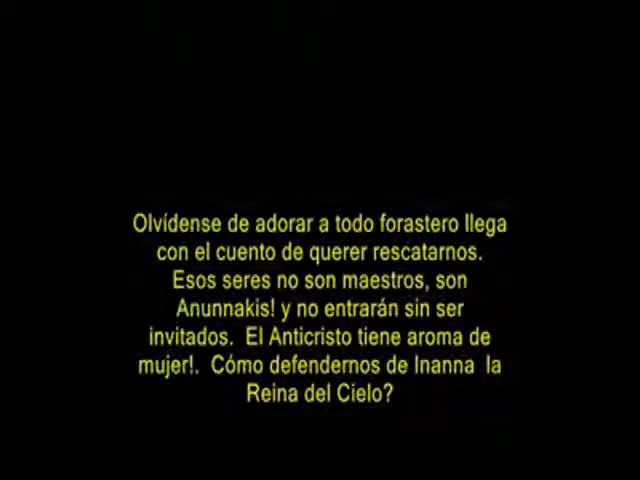 Olvídense de adorar a todo forastero llega
con el cuento de querer rescatarnos.
Esos seres no son maestros, son
Anunnakis! y no entrarán sin ser
invitados.  El Anticristo tiene aroma de
mujer!.  Cómo defendernos de Inanna  la
Reina del Cielo?